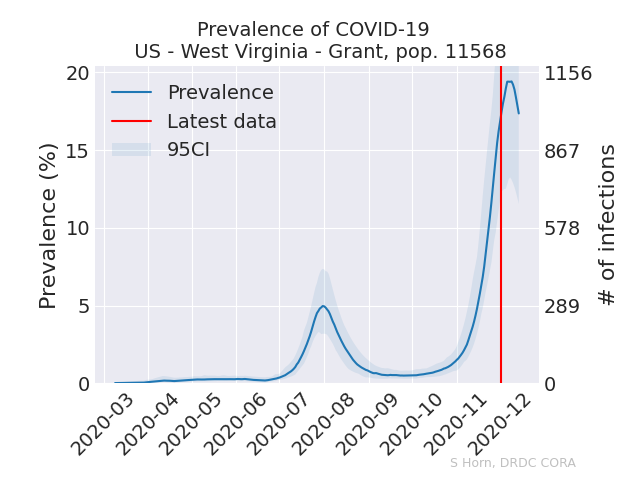 Prevalence of COVID-19
US - West Virginia - Grant, pop. 11568
Prevalence
Latest data
95CI
Prevalence (%)
20
15
10
5
0
1156
867
578
289
0
# of infections
2020-03
2020-04
2020-05
2020-06
2020-07
2020-08
2020-09
2020-10
2020-11
2020-12
S Horn, DRDC CORA